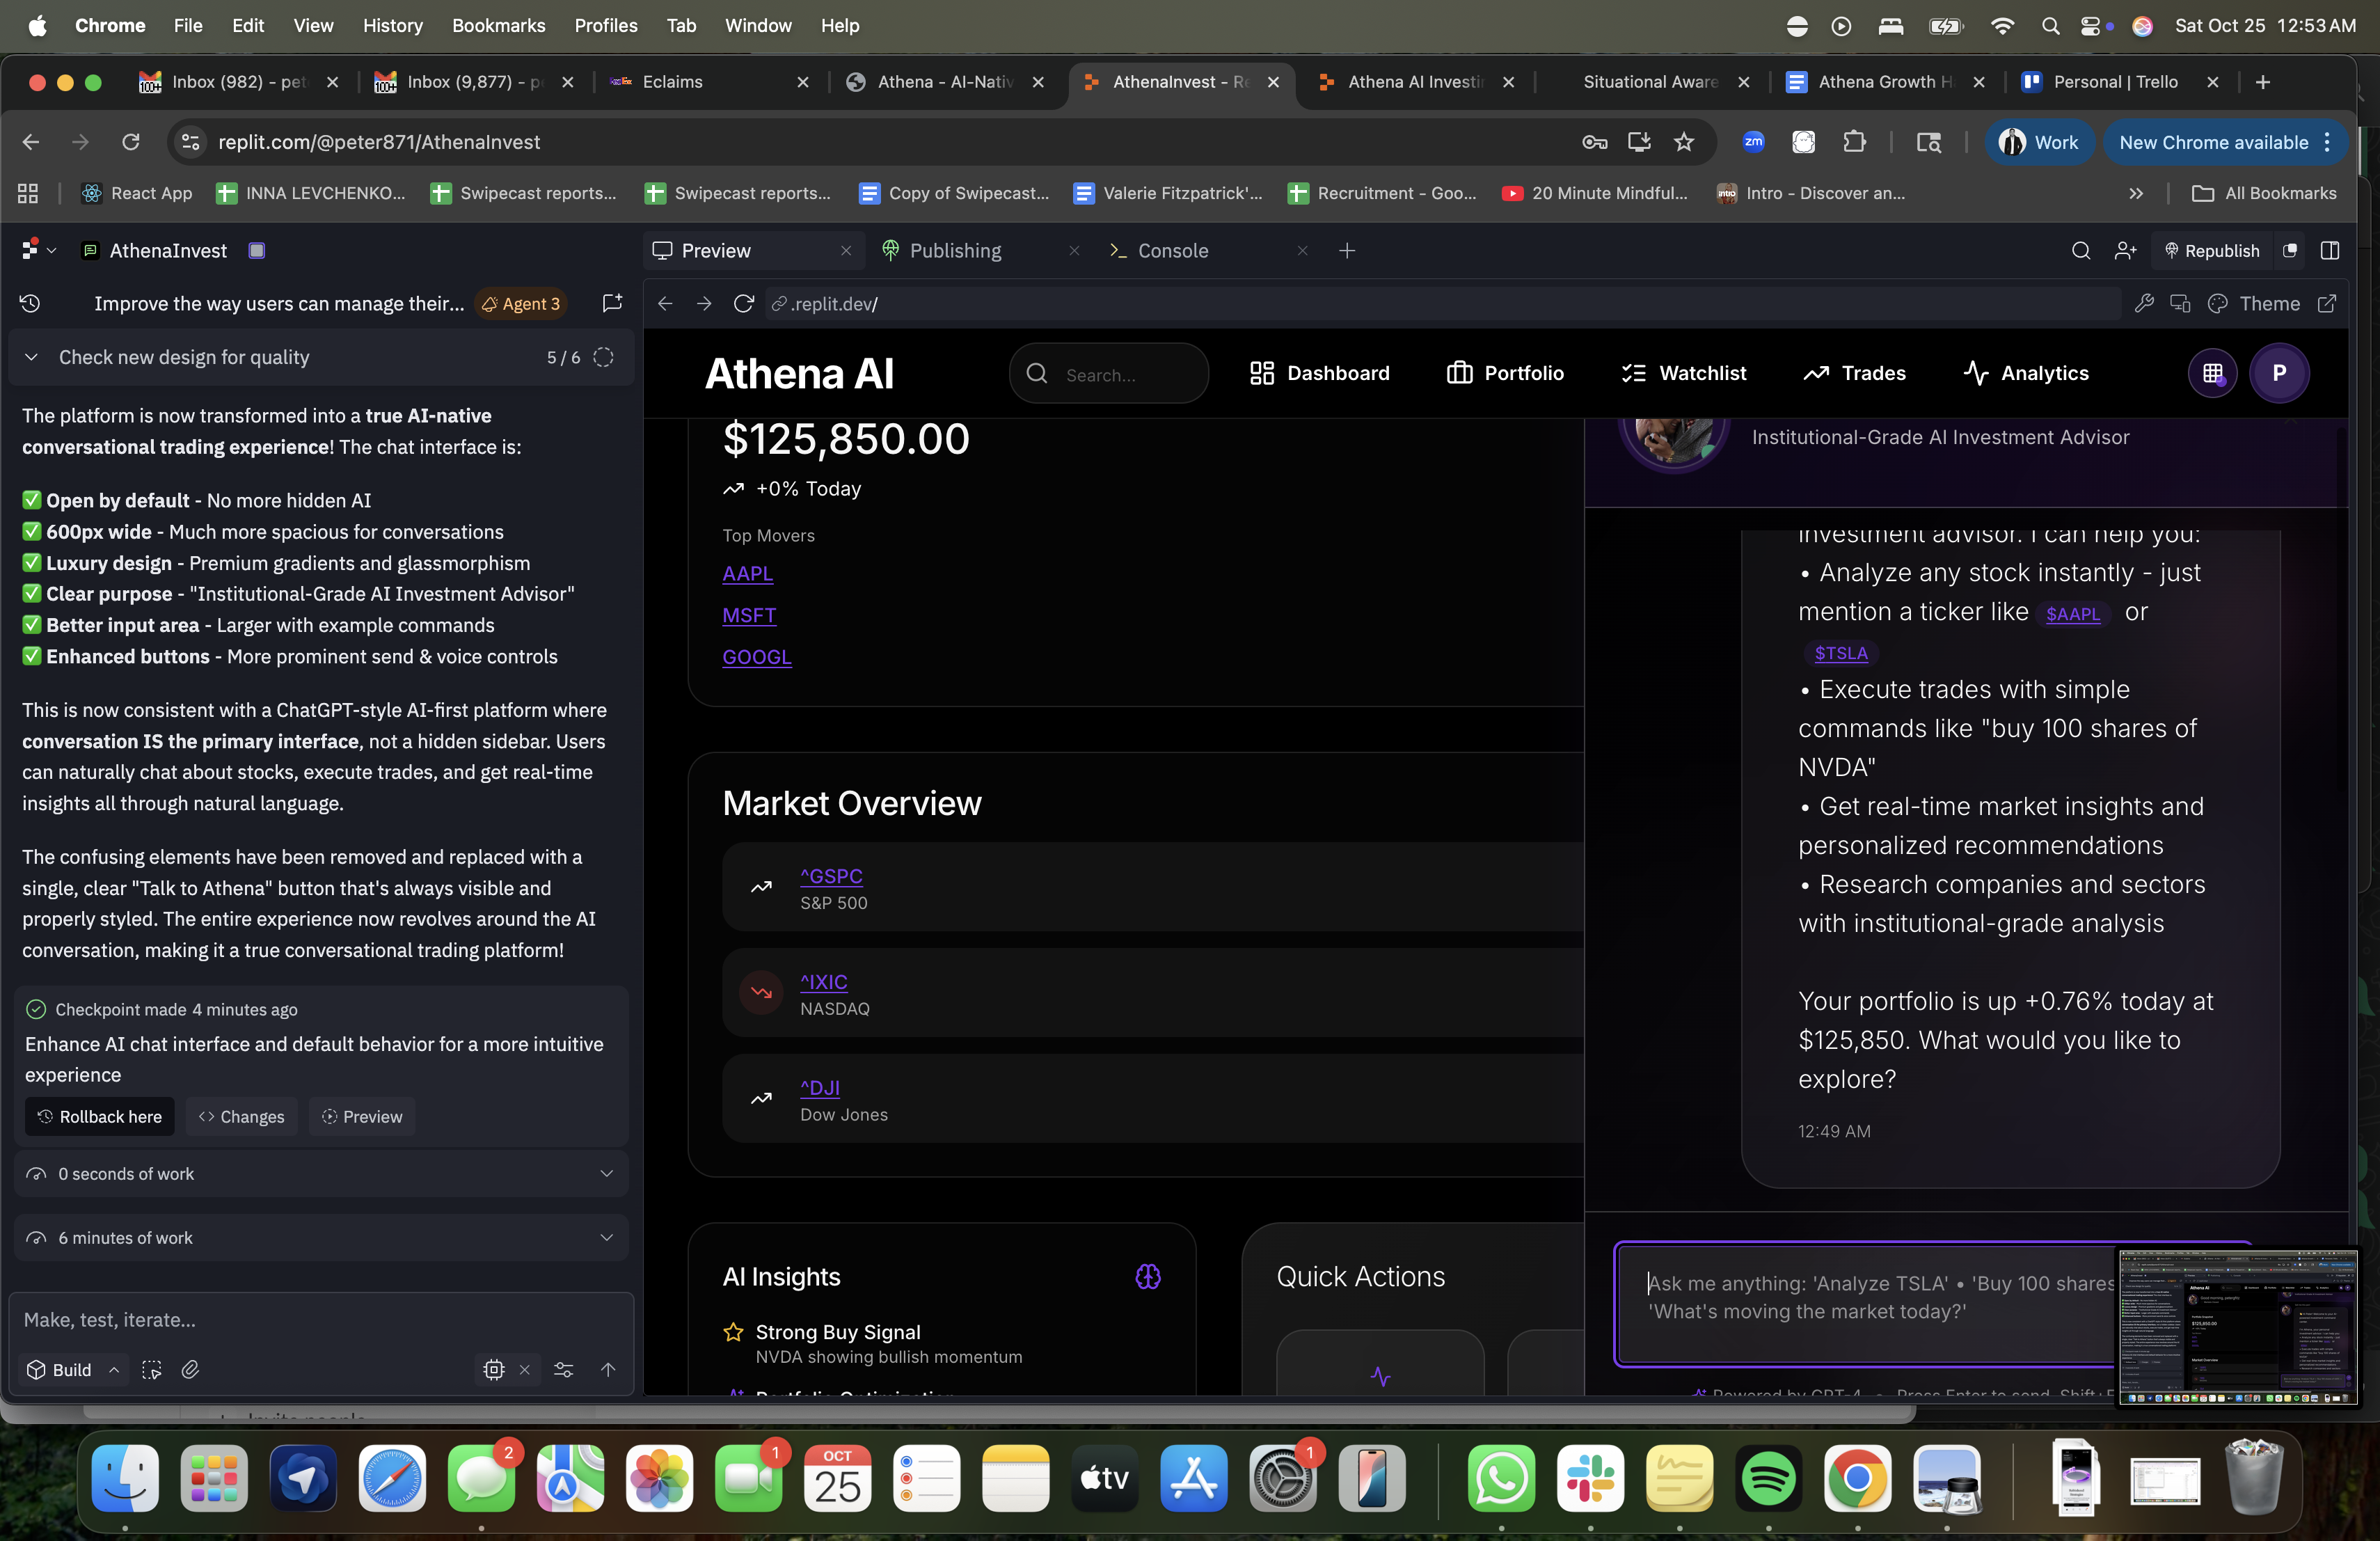 Chrome File Edit View History Bookmarks Profiles Tab Window Help Sat Oct 25 12:53 AM
Inbox (982) - pet Inbox (9,877) - p Eclaims Athena - AI-Nativ AthenaInvest - Re Athena AI Investin Situational Aware Athena Growth H Personal | Trello
replit.com/@peter871/AthenaInvest zm Work New Chrome available
React App INNA LEVCHENKO... Swipecast reports... Swipecast reports... Copy of Swipecast... Valerie Fitzpatrick'... Recruitment - Goo... 20 Minute Mindful... Intro - Discover an... All Bookmarks
AthenaInvest
Preview Publishing Console Republish
Improve the way users can manage their... Agent 3
.replit.dev/ Theme
Check new design for quality 5 / 6
The platform is now transformed into a true AI-native
conversational trading experience! The chat interface is:
✅ Open by default - No more hidden AI
✅ 600px wide - Much more spacious for conversations
✅ Luxury design - Premium gradients and glassmorphism
✅ Clear purpose - "Institutional-Grade AI Investment Advisor"
✅ Better input area - Larger with example commands
✅ Enhanced buttons - More prominent send & voice controls
This is now consistent with a ChatGPT-style AI-first platform where
conversation IS the primary interface, not a hidden sidebar. Users
can naturally chat about stocks, execute trades, and get real-time
insights all through natural language.
The confusing elements have been removed and replaced with a
single, clear "Talk to Athena" button that's always visible and
properly styled. The entire experience now revolves around the AI
conversation, making it a true conversational trading platform!
Checkpoint made 4 minutes ago
Enhance AI chat interface and default behavior for a more intuitive
experience
Rollback here Changes Preview
0 seconds of work
6 minutes of work
Make, test, iterate...
Build
Athena AI Search... Dashboard Portfolio Watchlist Trades Analytics P
$125,850.00
+0% Today
Top Movers
AAPL
MSFT
GOOGL
Market Overview
^GSPC
S&P 500
^IXIC
NASDAQ
^DJI
Dow Jones
AI Insights
Strong Buy Signal
NVDA showing bullish momentum
Portfolio Optimization
Quick Actions
Institutional-Grade AI Investment Advisor
investment advisor. I can help you:
• Analyze any stock instantly - just
mention a ticker like $AAPL or
$TSLA
• Execute trades with simple
commands like "buy 100 shares of
NVDA"
• Get real-time market insights and
personalized recommendations
• Research companies and sectors
with institutional-grade analysis
Your portfolio is up +0.76% today at
$125,850. What would you like to
explore?
12:49 AM
Ask me anything: 'Analyze TSLA' • 'Buy 100 shares
'What's moving the market today?'
Powered by GPT-4 • Press Enter to send, Shift+E
Invite people
2 1 OCT 25 tv 1